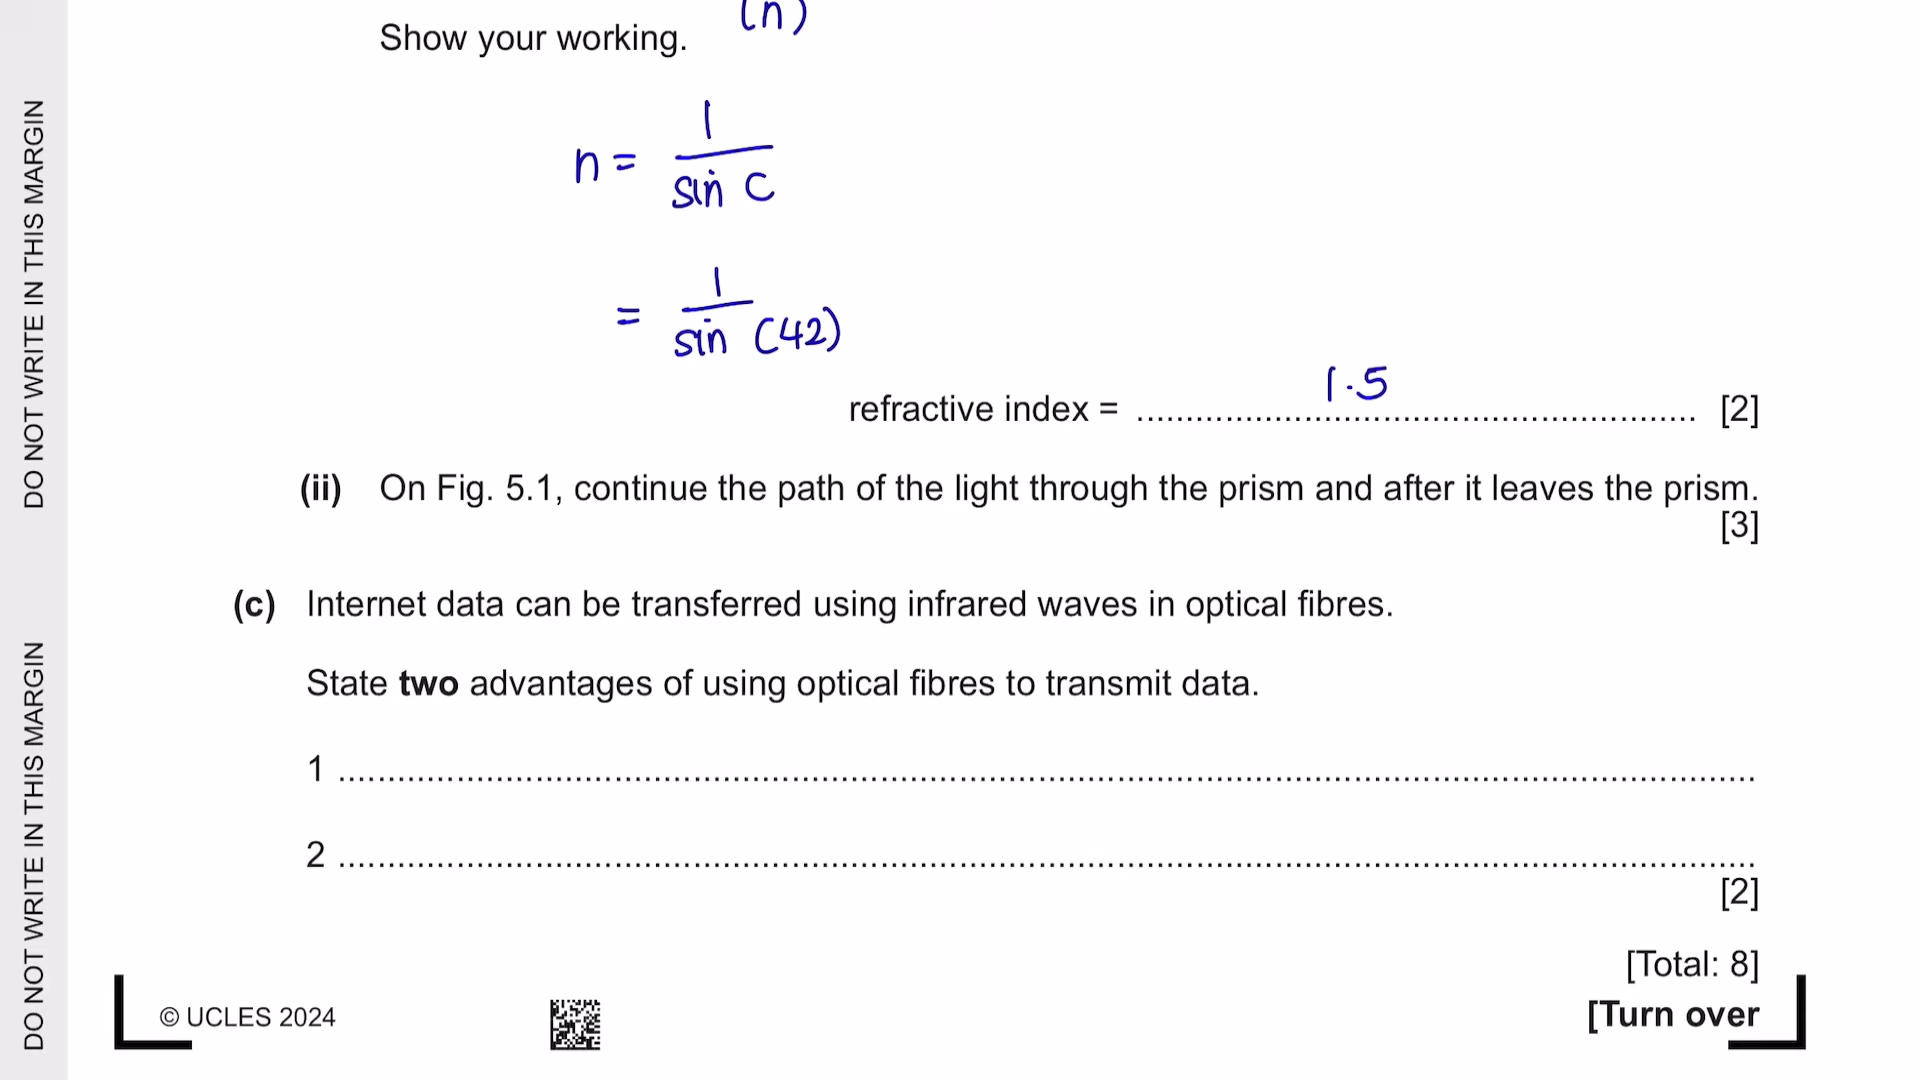 (n)
Show your working.
n = 1 / sin C
= 1 / sin (42)
1.5
refractive index = ........................................................ [2]
(ii) On Fig. 5.1, continue the path of the light through the prism and after it leaves the prism.
[3]
(c) Internet data can be transferred using infrared waves in optical fibres.
State two advantages of using optical fibres to transmit data.
1 ..............................................................................................................................................
2 ..............................................................................................................................................
[2]
[Total: 8]
© UCLES 2024
[Turn over
DO NOT WRITE IN THIS MARGIN
DO NOT WRITE IN THIS MARGIN